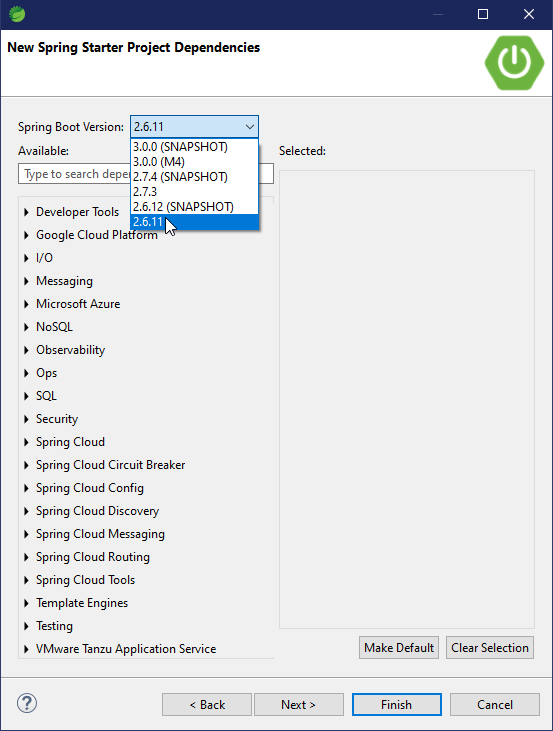 New Spring Starter Project Dependencies
Spring Boot Version: 2.6.11
3.0.0 (SNAPSHOT)
3.0.0 (M4)
2.7.4 (SNAPSHOT)
2.7.3
2.6.12 (SNAPSHOT)
2.6.11
Available:
Selected:
Type to search depe
Developer Tools
Google Cloud Platform
I/O
Messaging
Microsoft Azure
NoSQL
Observability
Ops
SQL
Security
Spring Cloud
Spring Cloud Circuit Breaker
Spring Cloud Config
Spring Cloud Discovery
Spring Cloud Messaging
Spring Cloud Routing
Spring Cloud Tools
Template Engines
Testing
VMware Tanzu Application Service
Make Default
Clear Selection
?
< Back
Next >
Finish
Cancel